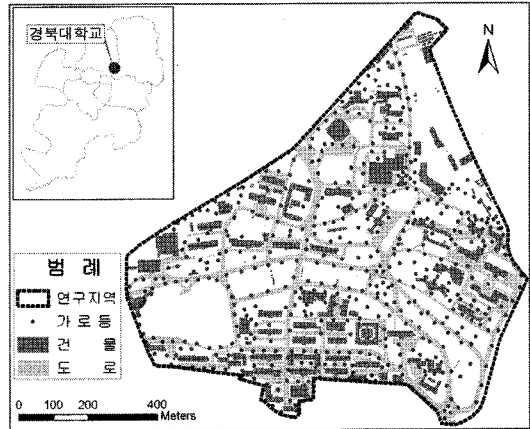 경북대학교
N
범 례
연구지역
가 로 등
건 물
도 로
0 100 200 400
Meters